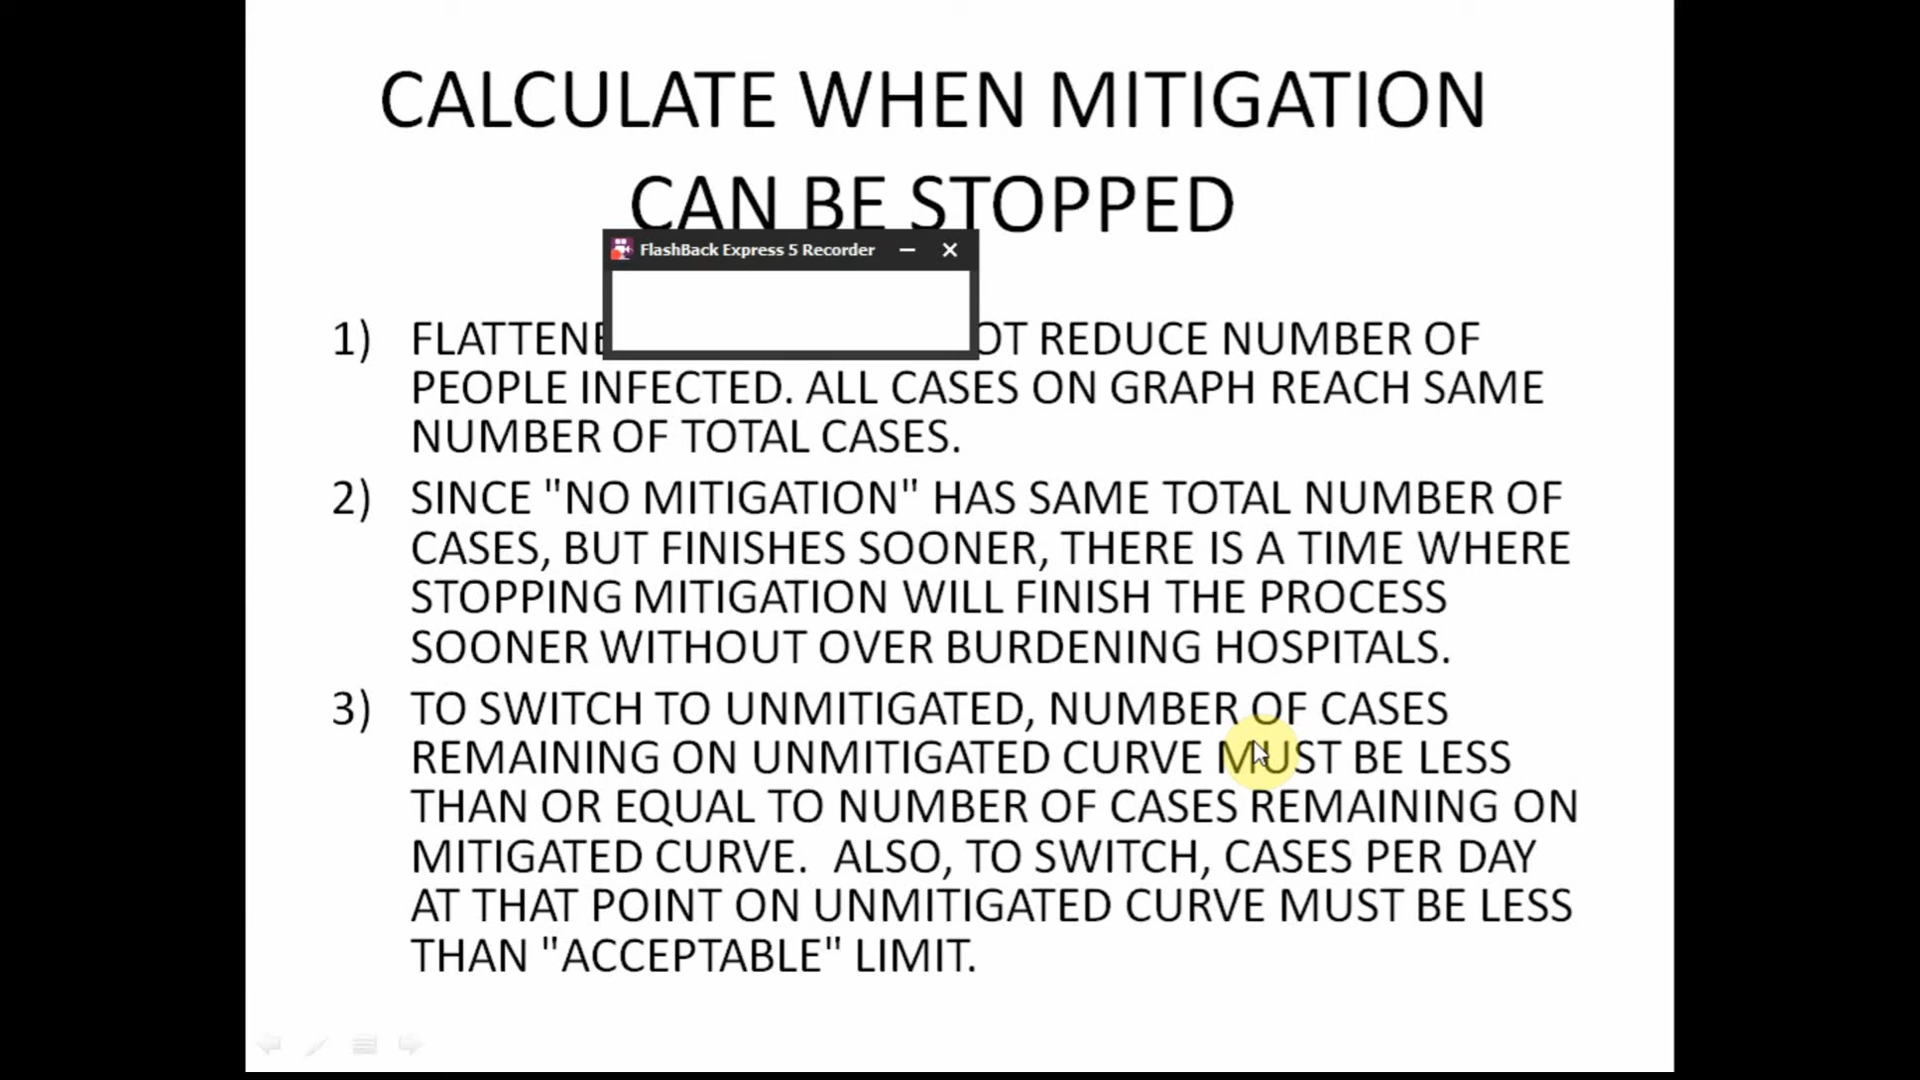 CALCULATE WHEN MITIGATION
CAN BE STOPPED
FlashBack Express 5 Recorder
1) REDUCE NUMBER OF
PEOPLE INFECTED. ALL CASES ON GRAPH REACH SAME
NUMBER OF TOTAL CASES.
2) SINCE "NO MITIGATION" HAS SAME TOTAL NUMBER OF
CASES, BUT FINISHES SOONER, THERE IS A TIME WHERE
STOPPING MITIGATION WILL FINISH THE PROCESS
SOONER WITHOUT OVER BURDENING HOSPITALS.
3) TO SWITCH TO UNMITIGATED, NUMBER OF CASES
REMAINING ON UNMITIGATED CURVE MUST BE LESS
THAN OR EQUAL TO NUMBER OF CASES REMAINING ON
MITIGATED CURVE. ALSO, TO SWITCH, CASES PER DAY
AT THAT POINT ON UNMITIGATED CURVE MUST BE LESS
THAN "ACCEPTABLE" LIMIT.